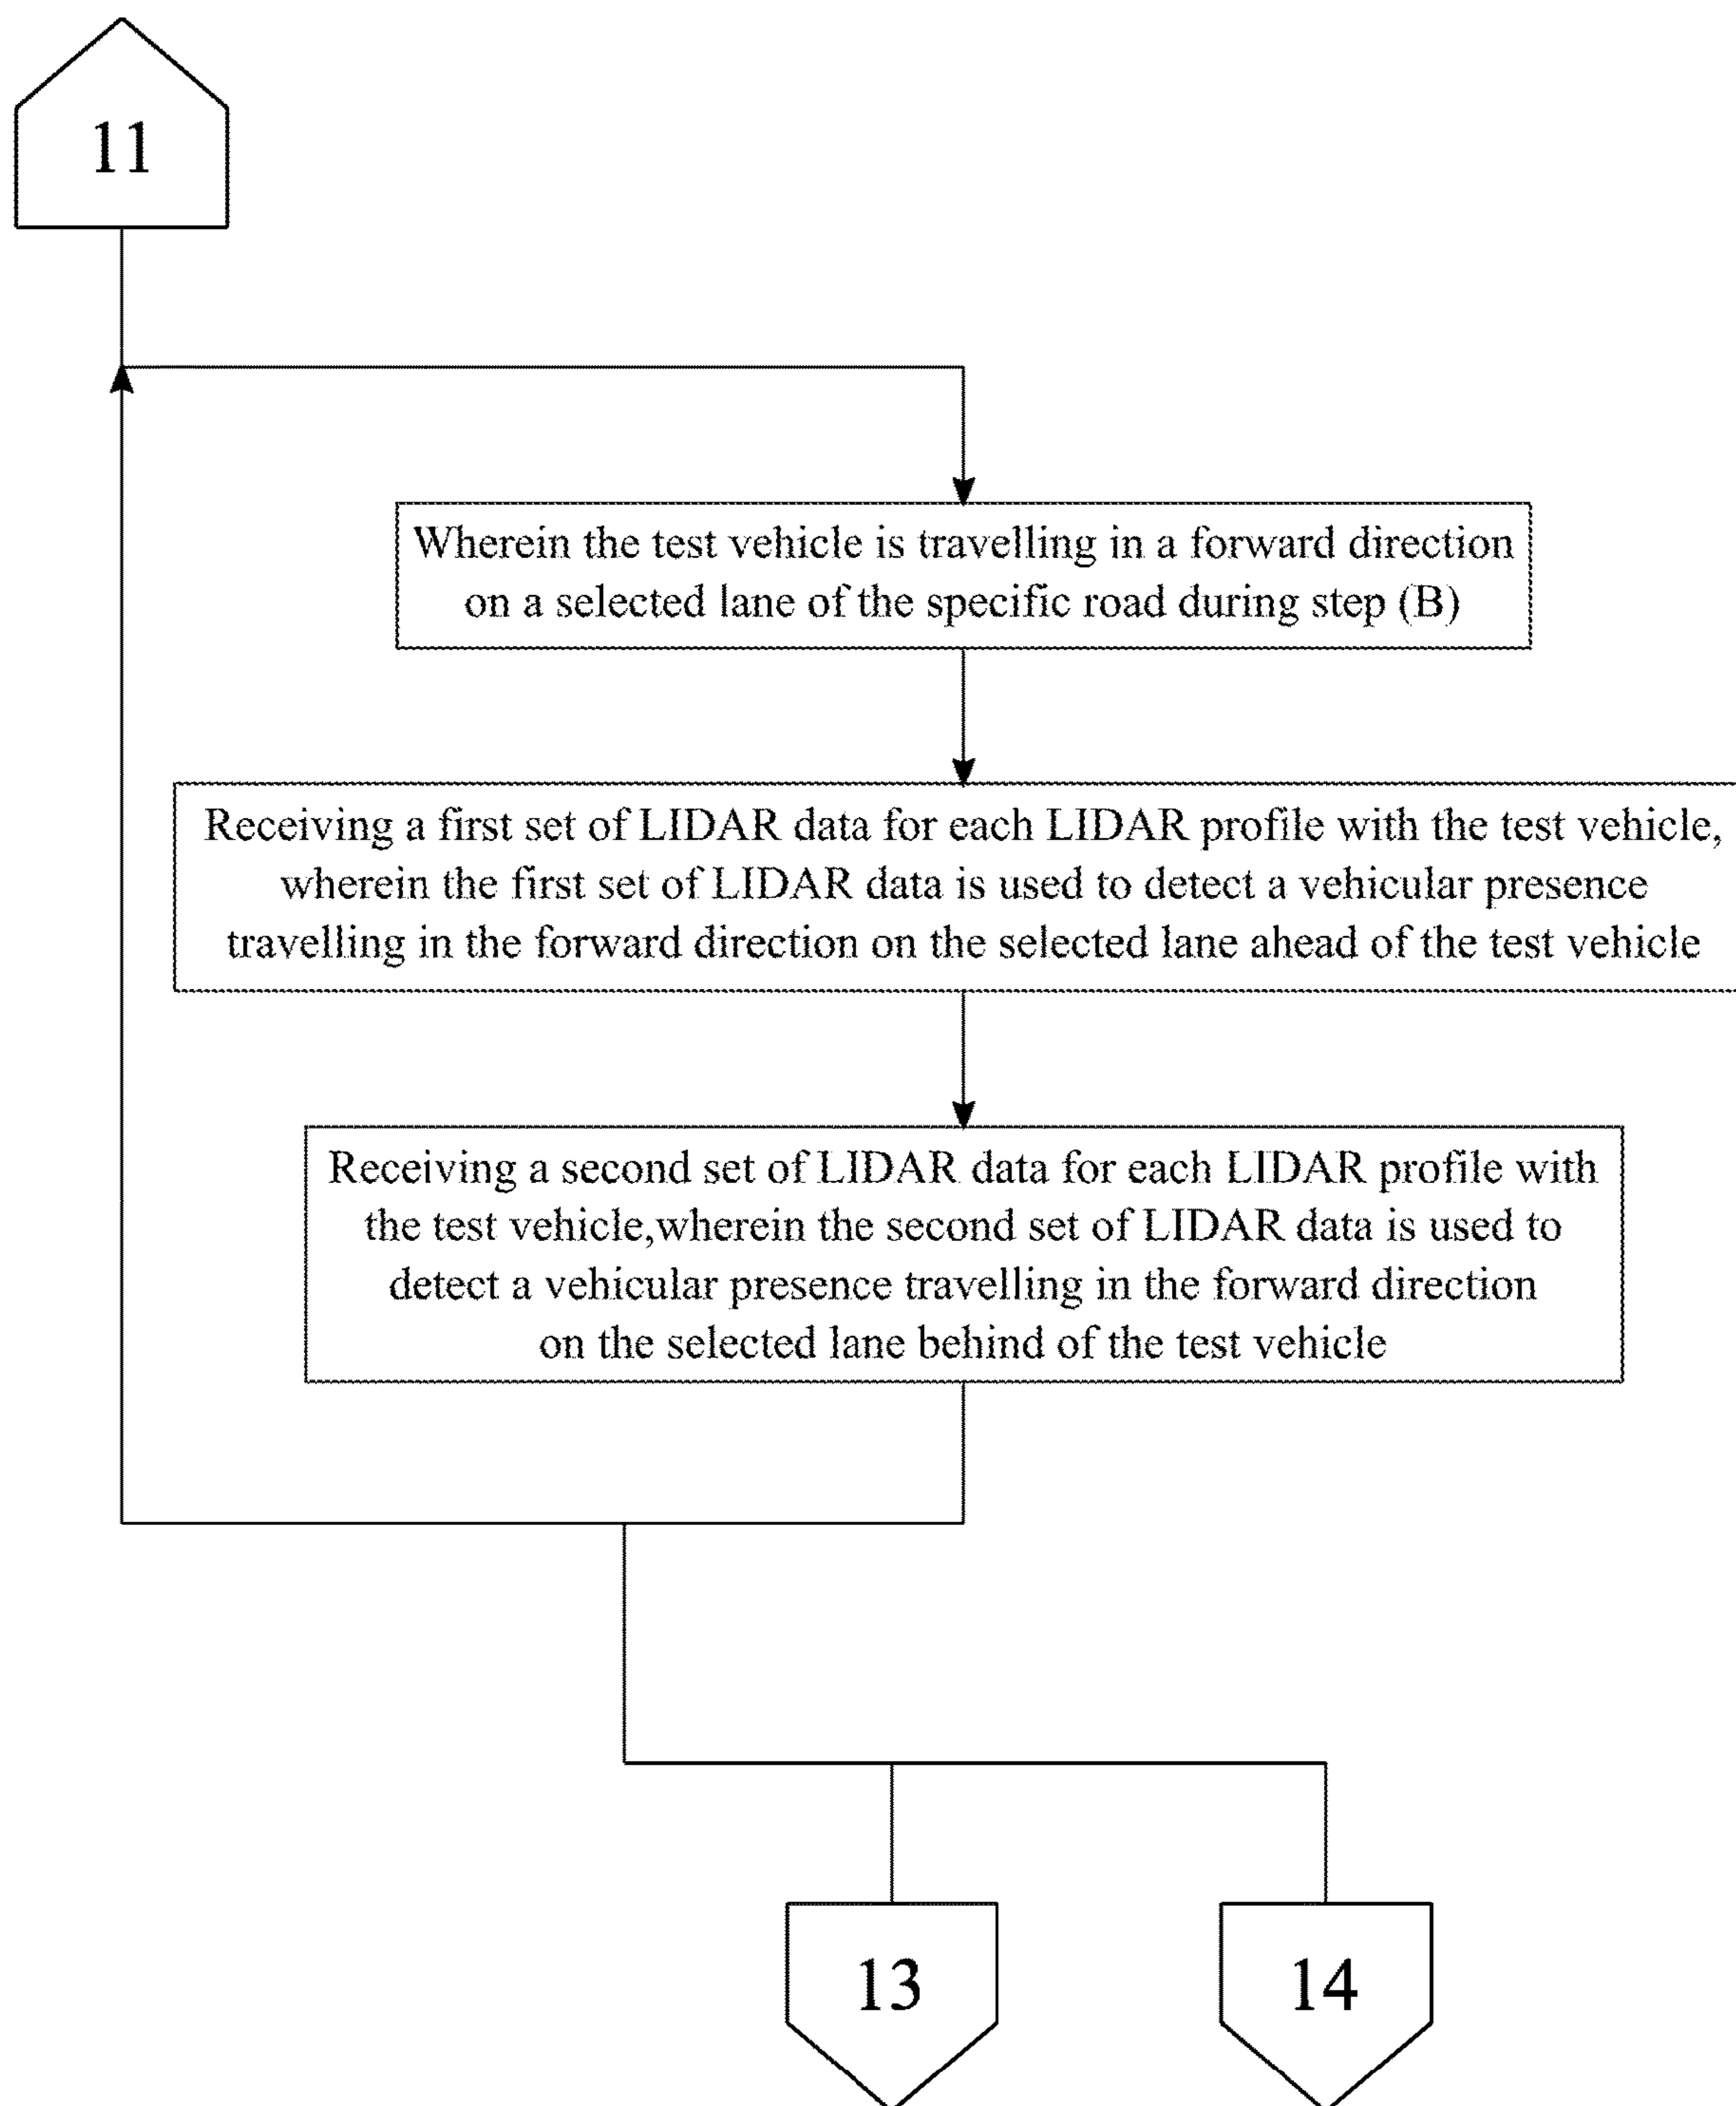 11
Wherein the test vehicle is travelling in a forward direction
on a selected lane of the specific road during step (B)
Receiving a first set of LIDAR data for each LIDAR profile with the test vehicle,
wherein the first set of LIDAR data is used to detect a vehicular presence
travelling in the forward direction on the selected lane ahead of the test vehicle
Receiving a second set of LIDAR data for each LIDAR profile with
the test vehicle,wherein the second set of LIDAR data is used to
detect a vehicular presence travelling in the forward direction
on the selected lane behind of the test vehicle
13
14